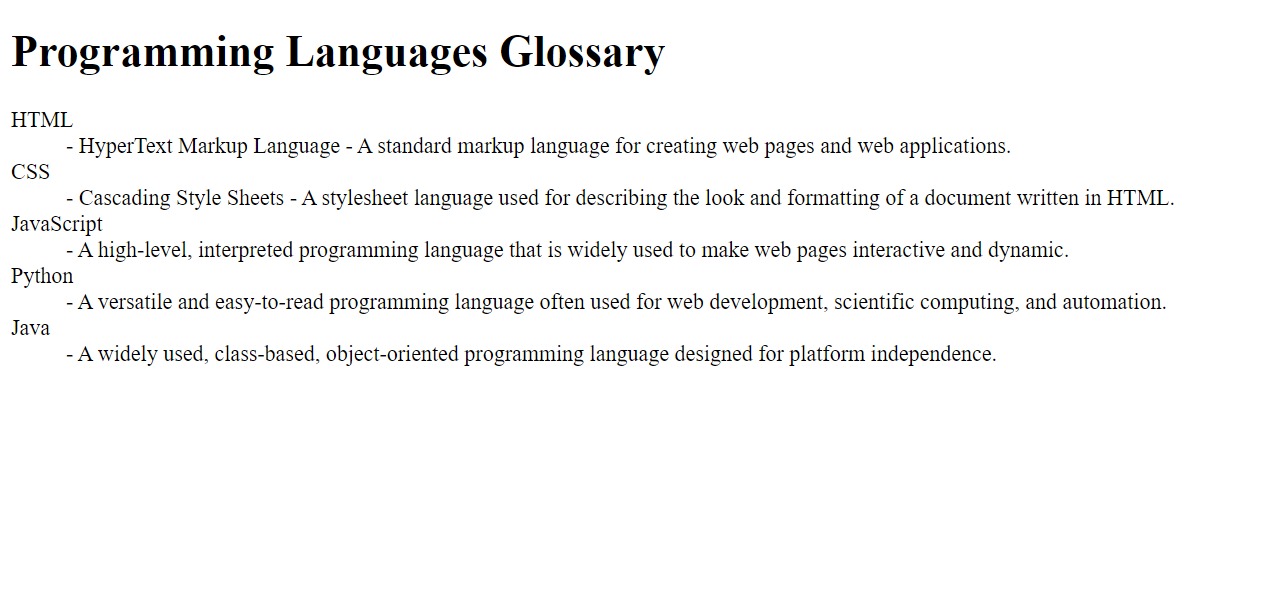 Programming Languages Glossary
HTML
- HyperText Markup Language - A standard markup language for creating web pages and web applications.
CSS
- Cascading Style Sheets - A stylesheet language used for describing the look and formatting of a document written in HTML.
JavaScript
- A high-level, interpreted programming language that is widely used to make web pages interactive and dynamic.
Python
- A versatile and easy-to-read programming language often used for web development, scientific computing, and automation.
Java
- A widely used, class-based, object-oriented programming language designed for platform independence.